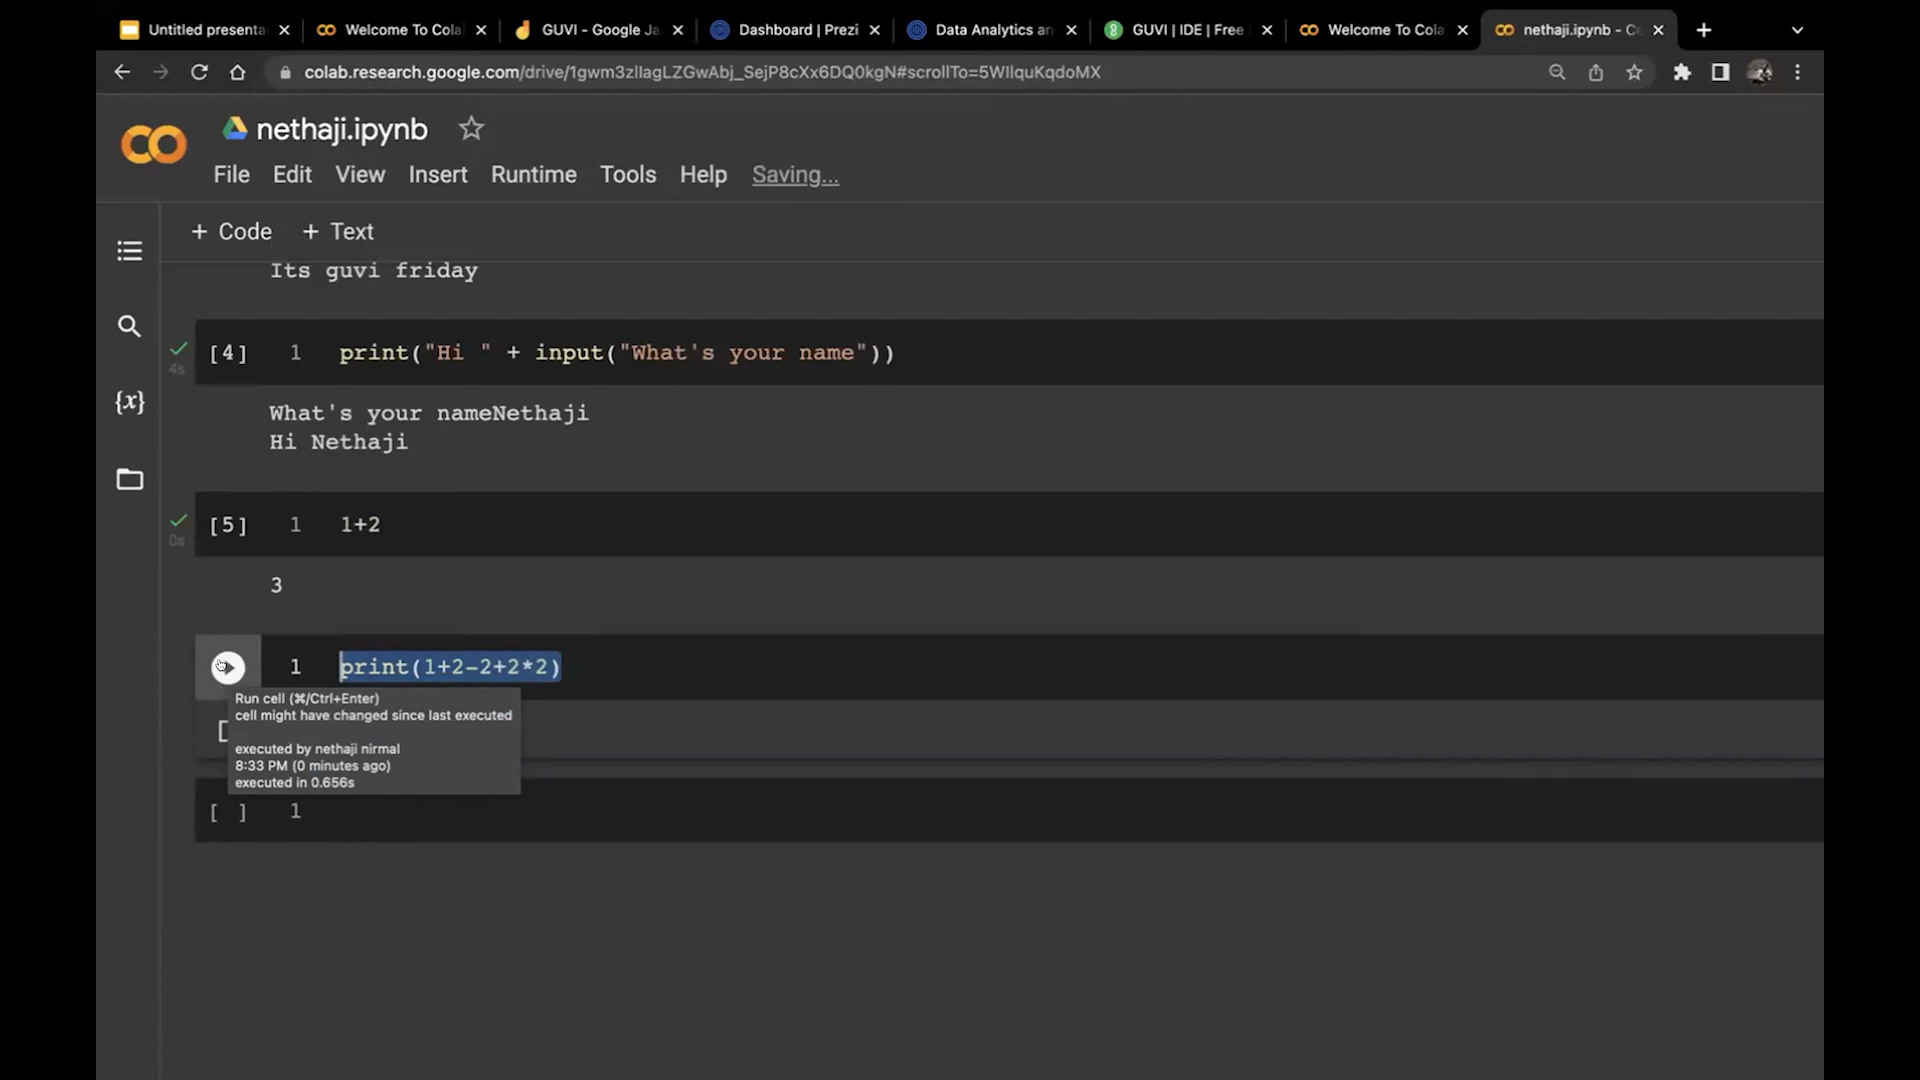 Untitled presenta
Welcome To Cola
GUVI - Google Ja
Dashboard | Prezi
Data Analytics an
GUVI | IDE | Free
Welcome To Cola
nethaji.ipynb - Co
colab.research.google.com/drive/1gwm3zlIagLZGwAbj_SejP8cXx6DQ0kgN#scrollTo=5WIlquKqdoMX
nethaji.ipynb
File Edit View Insert Runtime Tools Help Saving...
+ Code + Text
Its guvi friday
[4] 1 print("Hi " + input("What's your name"))
4s
What's your nameNethaji
Hi Nethaji
[5] 1 1+2
0s
3
1 print(1+2-2+2*2)
Run cell (⌘/Ctrl+Enter)
cell might have changed since last executed
executed by nethaji nirmal
8:33 PM (0 minutes ago)
executed in 0.656s
[ ] 1